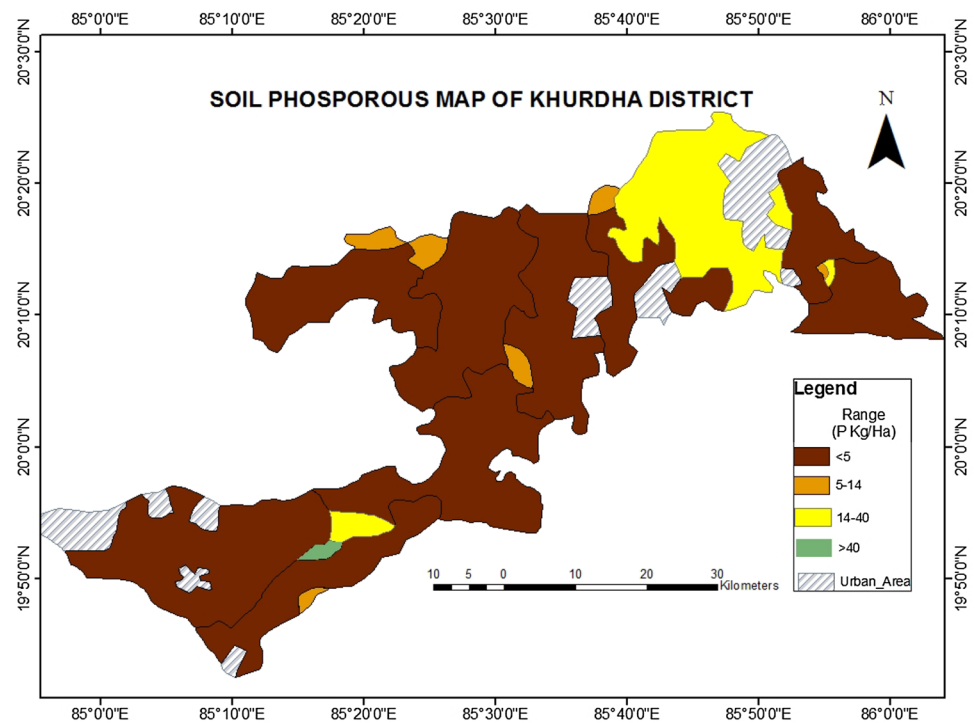 85°0'0"E 85°10'0"E 85°20'0"E 85°30'0"E 85°40'0"E 85°50'0"E 86°0'0"E
20°30'0"N 20°30'0"N
SOIL PHOSPOROUS MAP OF KHURDHA DISTRICT
N
20°20'0"N 20°20'0"N
20°10'0"N 20°10'0"N
Legend
Range
(P Kg/Ha)
20°0'0"N 20°0'0"N
<5
5-14
14-40
>40
Urban_Area
19°50'0"N 19°50'0"N
10 5 0 10 20 30
Kilometers
85°0'0"E 85°10'0"E 85°20'0"E 85°30'0"E 85°40'0"E 85°50'0"E 86°0'0"E